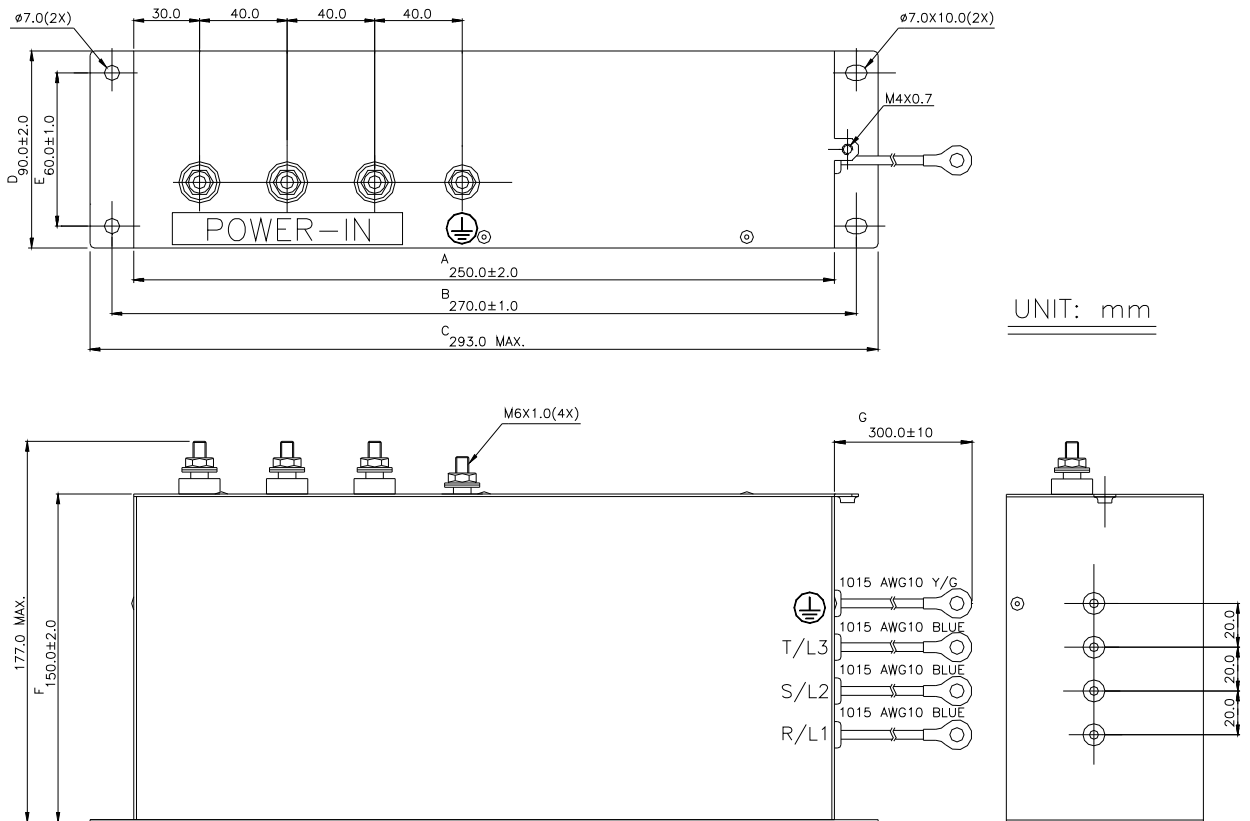 ø7.0(2X)
30.0
40.0
40.0
40.0
ø7.0X10.0(2X)
M4X0.7
D
90.0±2.0
E
60.0±1.0
POWER-IN
A
250.0±2.0
B
270.0±1.0
C
293.0 MAX.
UNIT: mm
M6X1.0(4X)
G
300.0±10
177.0 MAX.
F
150.0±2.0
1015 AWG10 Y/G
1015 AWG10 BLUE
T/L3
1015 AWG10 BLUE
S/L2
1015 AWG10 BLUE
R/L1
20.0
20.0
20.0